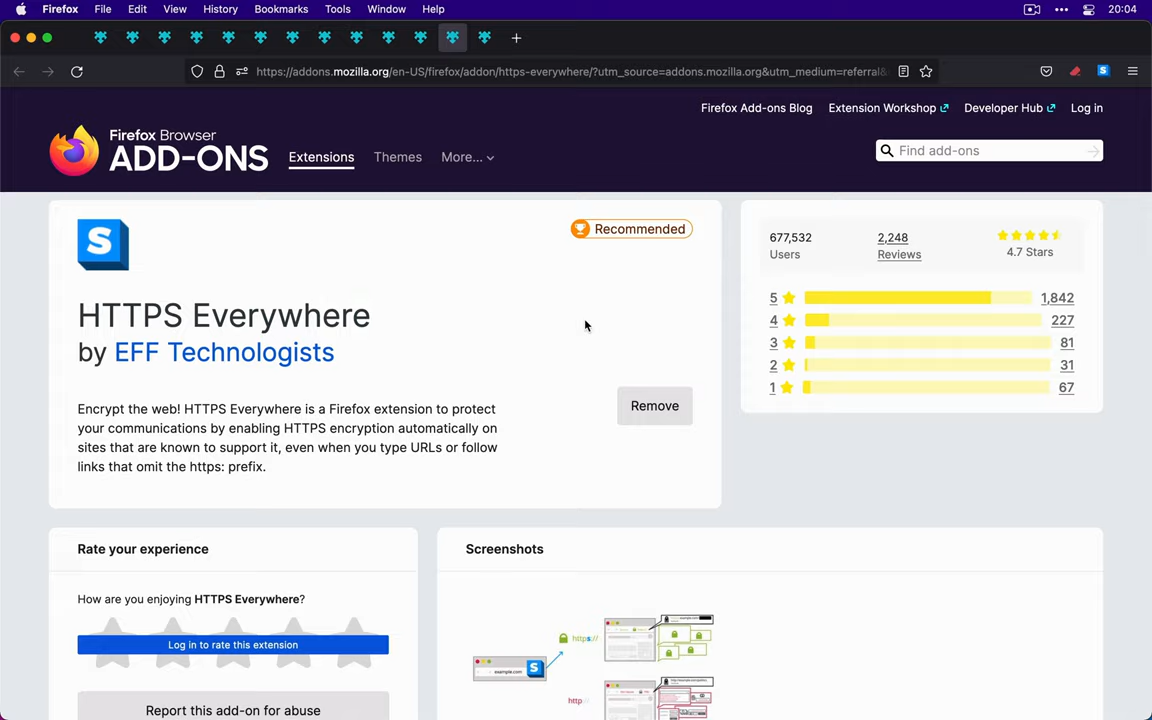 Firefox File Edit View History Bookmarks Tools Window Help 20:04
https://addons.mozilla.org/en-US/firefox/addon/https-everywhere/?utm_source=addons.mozilla.org&utm_medium=referral&
Firefox Add-ons Blog Extension Workshop Developer Hub Log in
Firefox Browser
ADD-ONS
Extensions Themes More...
Find add-ons
S
Recommended
HTTPS Everywhere
by EFF Technologists
Encrypt the web! HTTPS Everywhere is a Firefox extension to protect
your communications by enabling HTTPS encryption automatically on
sites that are known to support it, even when you type URLs or follow
links that omit the https: prefix.
Remove
677,532 2,248
Users Reviews 4.7 Stars
5 1,842
4 227
3 81
2 31
1 67
Rate your experience
How are you enjoying HTTPS Everywhere?
Log in to rate this extension
Report this add-on for abuse
Screenshots
https://
example.com S
http